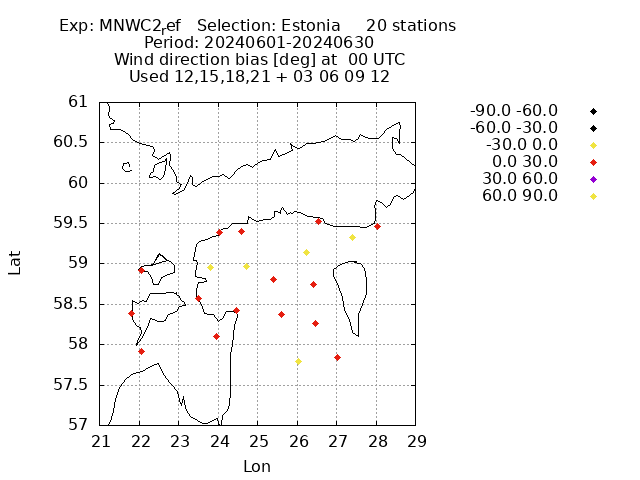 Exp: MNWC2ref   Selection: Estonia     20 stations
Period: 20240601-20240630
Wind direction bias [deg] at  00 UTC
Used 12,15,18,21 + 03 06 09 12
-90.0 -60.0
-60.0 -30.0
-30.0 0.0
0.0 30.0
30.0 60.0
60.0 90.0
61
60.5
60
59.5
59
58.5
58
57.5
57
Lat
21 22 23 24 25 26 27 28 29
Lon